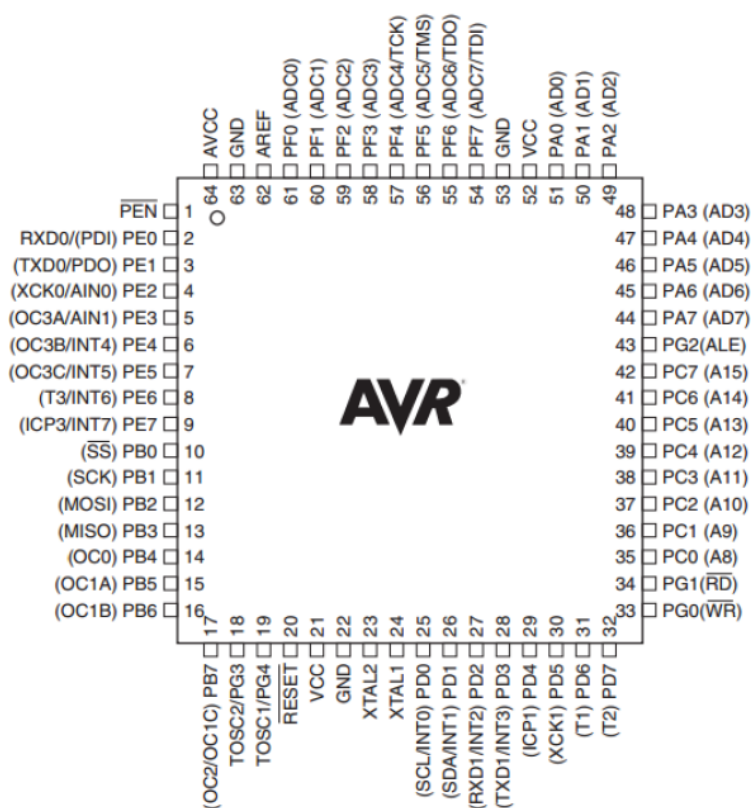 AVCC
GND
AREF
PF0 (ADC0)
PF1 (ADC1)
PF2 (ADC2)
PF3 (ADC3)
PF4 (ADC4/TCK)
PF5 (ADC5/TMS)
PF6 (ADC6/TDO)
PF7 (ADC7/TDI)
GND
VCC
PA0 (AD0)
PA1 (AD1)
PA2 (AD2)
64
63
62
61
60
59
58
57
56
55
54
53
52
51
50
49
PEN 1
RXD0/(PDI) PE0 2
(TXD0/PDO) PE1 3
(XCK0/AIN0) PE2 4
(OC3A/AIN1) PE3 5
(OC3B/INT4) PE4 6
(OC3C/INT5) PE5 7
(T3/INT6) PE6 8
(ICP3/INT7) PE7 9
(SS) PB0 10
(SCK) PB1 11
(MOSI) PB2 12
(MISO) PB3 13
(OC0) PB4 14
(OC1A) PB5 15
(OC1B) PB6 16
AVR
48 PA3 (AD3)
47 PA4 (AD4)
46 PA5 (AD5)
45 PA6 (AD6)
44 PA7 (AD7)
43 PG2(ALE)
42 PC7 (A15)
41 PC6 (A14)
40 PC5 (A13)
39 PC4 (A12)
38 PC3 (A11)
37 PC2 (A10)
36 PC1 (A9)
35 PC0 (A8)
34 PG1(RD)
33 PG0(WR)
17
18
19
20
21
22
23
24
25
26
27
28
29
30
31
32
(OC2/OC1C) PB7
TOSC2/PG3
TOSC1/PG4
RESET
VCC
GND
XTAL2
XTAL1
(SCL/INT0) PD0
(SDA/INT1) PD1
(RXD1/INT2) PD2
(TXD1/INT3) PD3
(ICP1) PD4
(XCK1) PD5
(T1) PD6
(T2) PD7